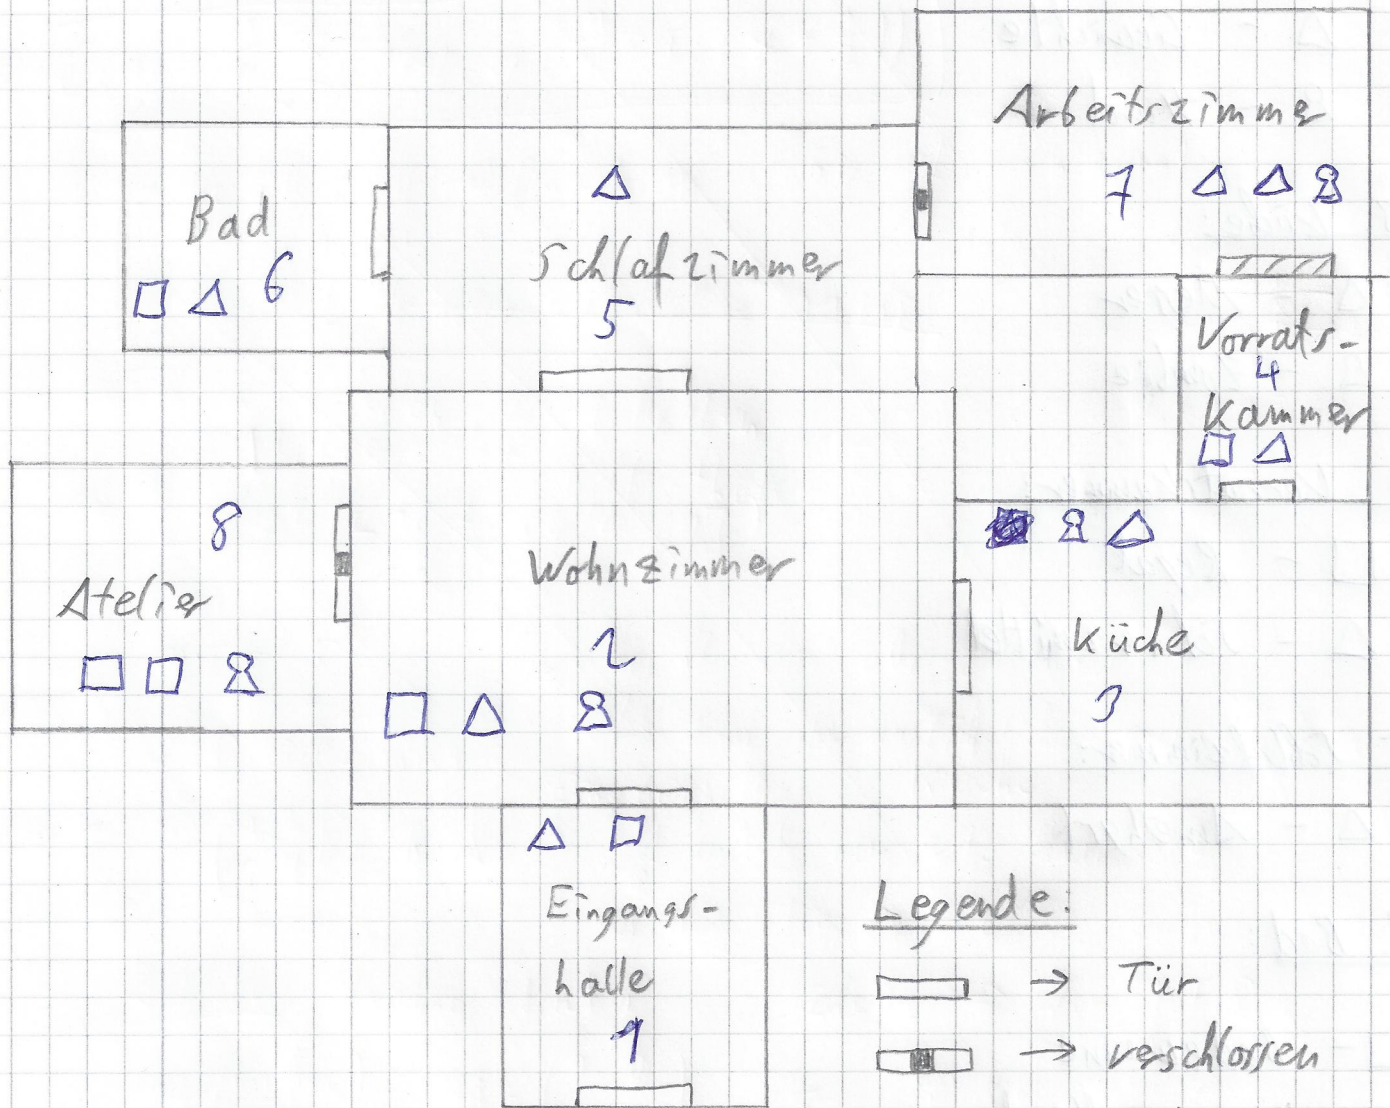 Arbeitszimmer
7
Bad
6
Schlafzimmer
5
Vorrats-
4
Kammer
8
Atelier
Wohnzimmer
2
Küche
3
Eingangs-
halle
1
Legende:
→ Tür
→ verschlossen